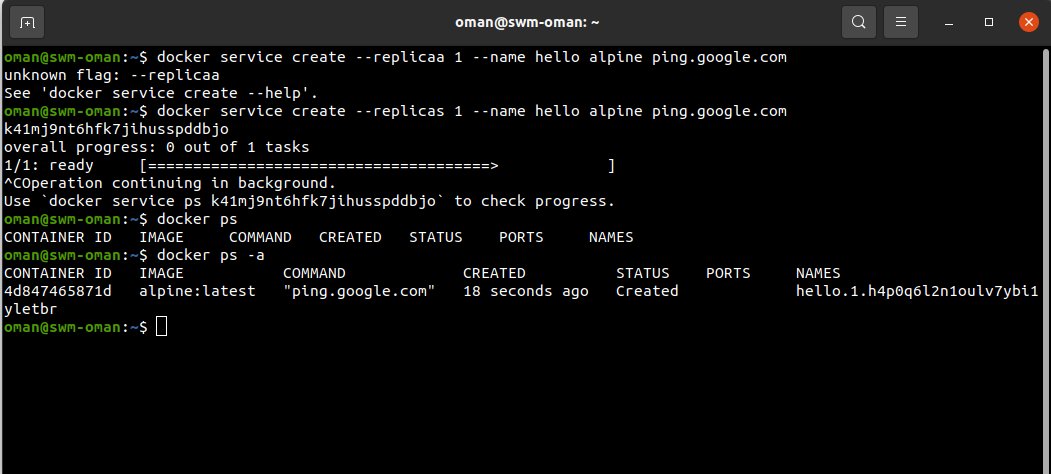 oman@swm-oman: ~
oman@swm-oman:~$ docker service create --replicaa 1 --name hello alpine ping.google.com
unknown flag: --replicaa
See 'docker service create --help'.
oman@swm-oman:~$ docker service create --replicas 1 --name hello alpine ping.google.com
k41mj9nt6hfk7jihusspddbjo
overall progress: 0 out of 1 tasks
1/1: ready     [======================================>            ]
^COperation continuing in background.
Use `docker service ps k41mj9nt6hfk7jihusspddbjo` to check progress.
oman@swm-oman:~$ docker ps
CONTAINER ID   IMAGE     COMMAND   CREATED   STATUS    PORTS     NAMES
oman@swm-oman:~$ docker ps -a
CONTAINER ID   IMAGE           COMMAND             CREATED          STATUS    PORTS     NAMES
4d847465871d   alpine:latest   "ping.google.com"   18 seconds ago   Created             hello.1.h4p0q6l2n1oulv7ybi1
yletbr
oman@swm-oman:~$